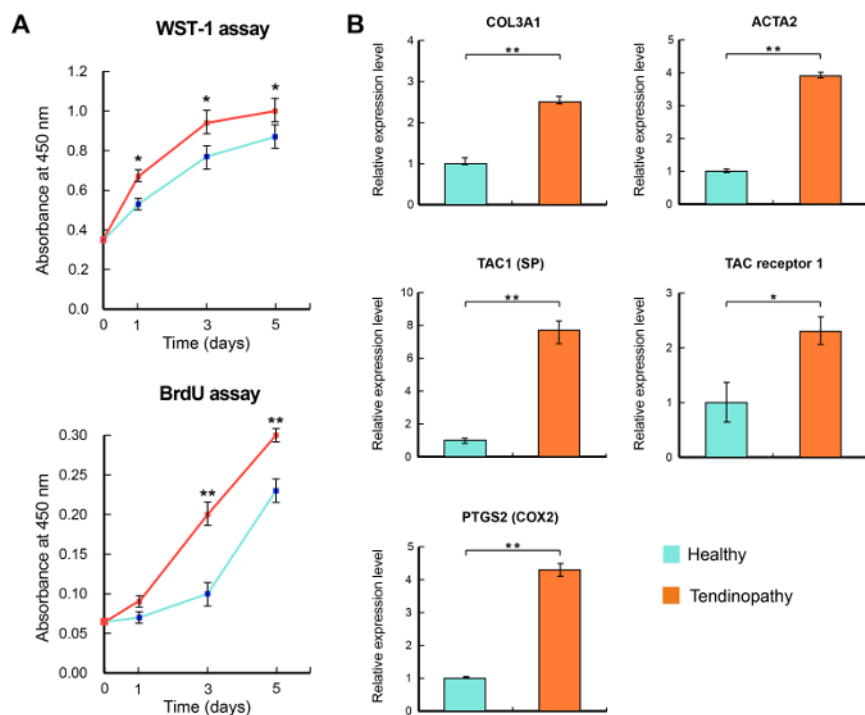 A
WST-1 assay
Absorbance at 450 nm
1.2
1.0
0.8
0.6
0.4
0.2
0.0
*
*
*
0
1
3
5
Time (days)
BrdU assay
Absorbance at 450 nm
0.30
0.25
0.20
0.15
0.10
0.05
0.00
**
**
0
1
3
5
Time (days)
B
COL3A1
Relative expression level
4
3
2
1
0
**
ACTA2
Relative expression level
5
4
3
2
1
0
**
TAC1 (SP)
Relative expression level
10
8
6
4
2
0
**
TAC receptor 1
Relative expression level
3
2
1
0
*
PTGS2 (COX2)
Relative expression level
5
4
3
2
1
0
**
Healthy
Tendinopathy